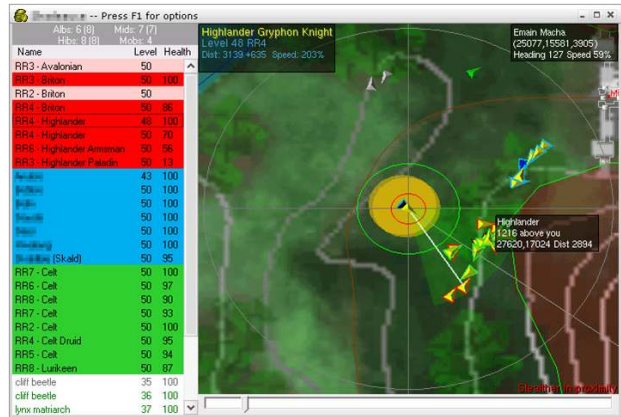 -- Press F1 for options
Albs: 6 (8) Mids: 7 (7)
Hibs: 8 (8) Mobs: 4
Name Level Health
RR3 - Avalonian 50
RR3 - Briton 50 100
RR2 - Briton 50
RR4 - Briton 50 86
RR4 - Highlander 48 100
RR4 - Highlander 50 70
RR6 - Highlander Armsman 50 56
RR3 - Highlander Paladin 50 13
43 100
50 100
50 100
50 100
50 100
50 100
(Skald) 50 95
RR7 - Celt 50 100
RR6 - Celt 50 97
RR8 - Celt 50 90
RR7 - Celt 50 93
RR2 - Celt 50 100
RR4 - Celt Druid 50 95
RR5 - Celt 50 94
RR8 - Lurikeen 50 87
cliff beetle 35 100
cliff beetle 36 100
lynx matriarch 37 100
Highlander Gryphon Knight
Level 48 RR4
Dist: 3139 +635 Speed: 203%
Emain Macha
(25077,15581,3905)
Heading 127 Speed 59%
Highlander
1216 above you
27620,17024 Dist 2894
Stealther in proximity